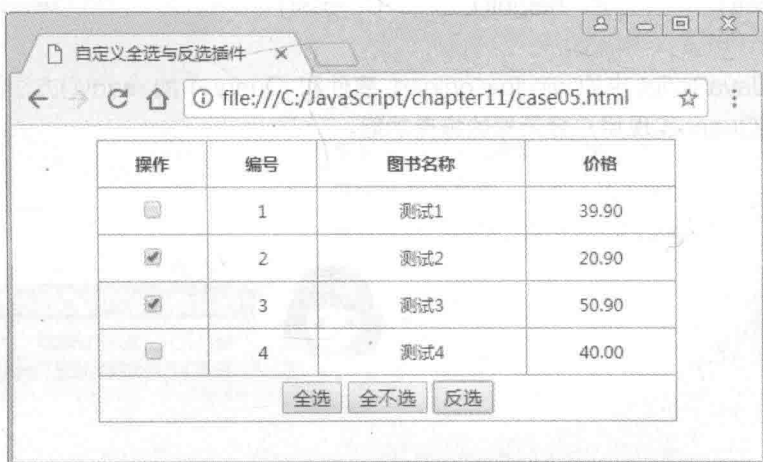 自定义全选与反选插件
file:///C:/JavaScript/chapter11/case05.html
操作 编号 图书名称 价格
1 测试1 39.90
2 测试2 20.90
3 测试3 50.90
4 测试4 40.00
全选 全不选 反选